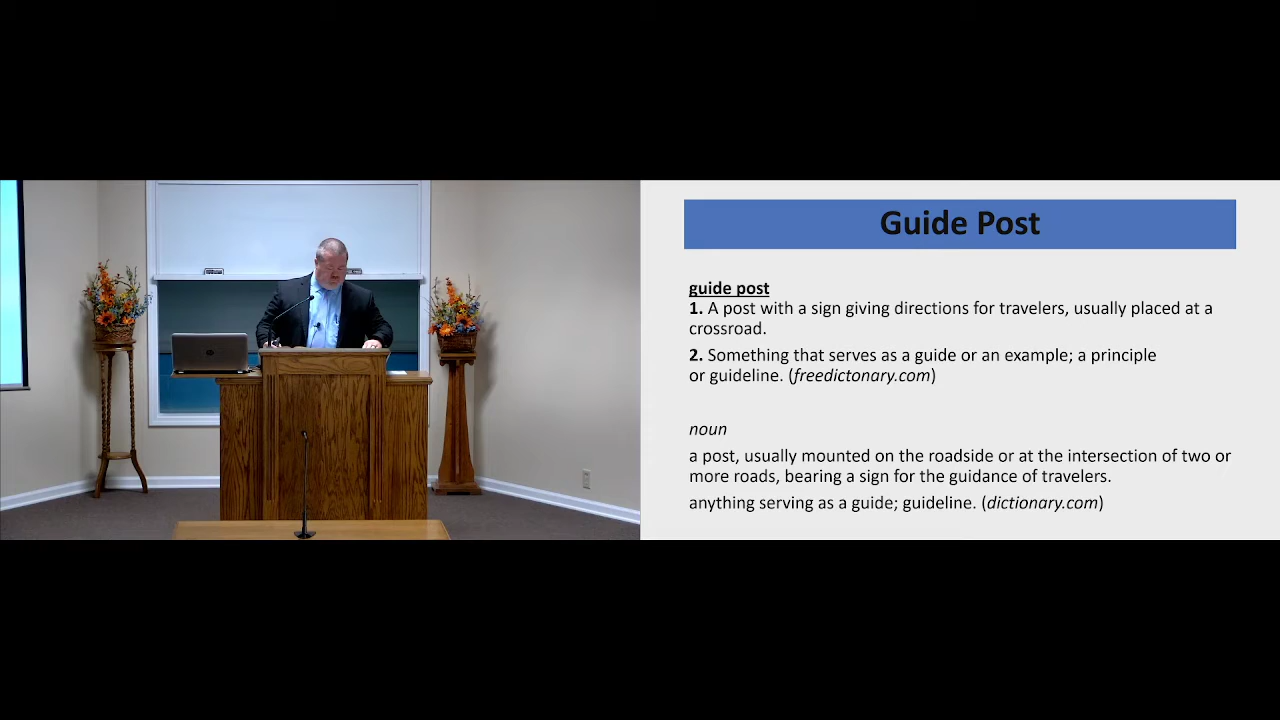 Guide Post
guide post
1. A post with a sign giving directions for travelers, usually placed at a
crossroad.
2. Something that serves as a guide or an example; a principle
or guideline. (freedictonary.com)
noun
a post, usually mounted on the roadside or at the intersection of two or
more roads, bearing a sign for the guidance of travelers.
anything serving as a guide; guideline. (dictionary.com)